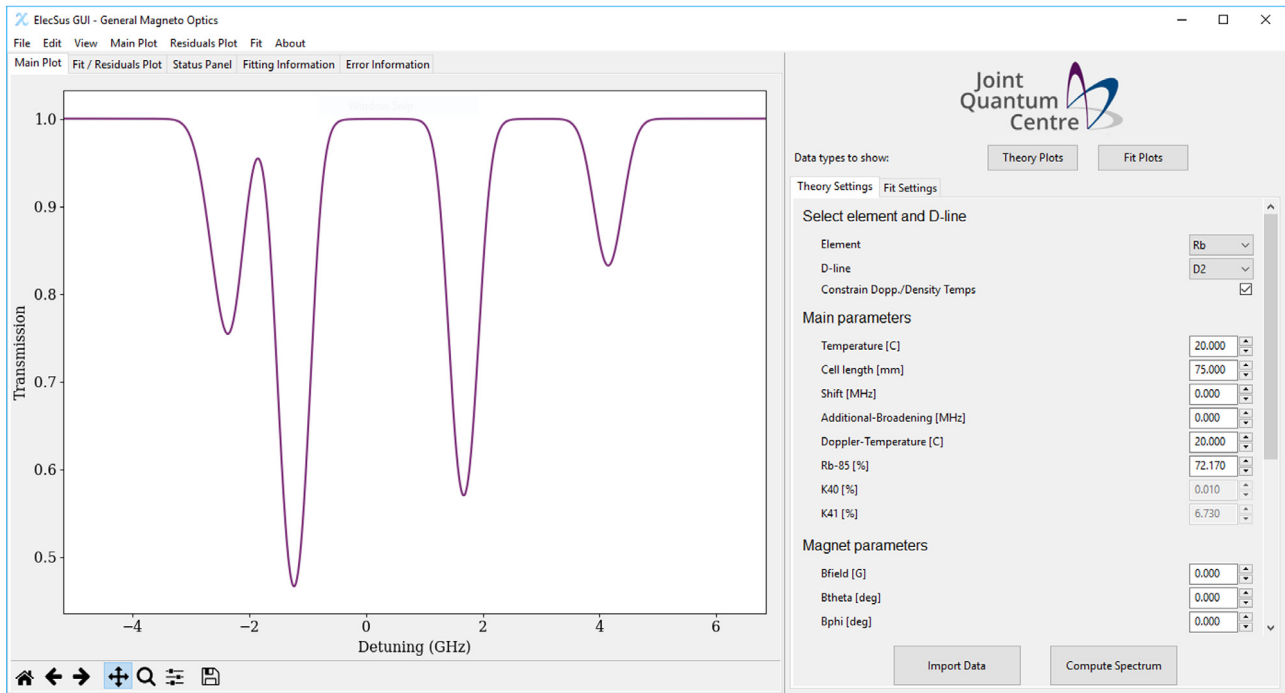 ElecSus GUI - General Magneto Optics
File Edit View Main Plot Residuals Plot Fit About
Main Plot Fit / Residuals Plot Status Panel Fitting Information Error Information
1.0
0.9
0.8
0.7
0.6
0.5
Transmission
−4 −2 0 2 4 6
Detuning (GHz)
Joint
Quantum
Centre
Data types to show: Theory Plots Fit Plots
Theory Settings Fit Settings
Select element and D-line
Element Rb
D-line D2
Constrain Dopp./Density Temps
Main parameters
Temperature [C] 20.000
Cell length [mm] 75.000
Shift [MHz] 0.000
Additional-Broadening [MHz] 0.000
Doppler-Temperature [C] 20.000
Rb-85 [%] 72.170
K40 [%] 0.010
K41 [%] 6.730
Magnet parameters
Bfield [G] 0.000
Btheta [deg] 0.000
Bphi [deg] 0.000
Import Data Compute Spectrum